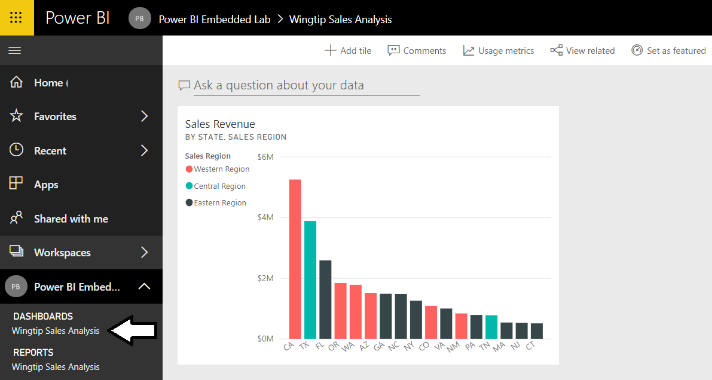 Power BI
PB
Power BI Embedded Lab > Wingtip Sales Analysis
Add tile
Comments
Usage metrics
View related
Set as featured
Home (
Favorites
Recent
Apps
Shared with me
Workspaces
PB
Power BI Embed...
DASHBOARDS
Wingtip Sales Analysis
REPORTS
Wingtip Sales Analysis
Ask a question about your data
Sales Revenue
BY STATE, SALES REGION
Sales Region
Western Region
Central Region
Eastern Region
$6M
$4M
$2M
$0M
CA TX FL OR WA AZ GA NC NY CO VA NM PA TN MA NJ CT